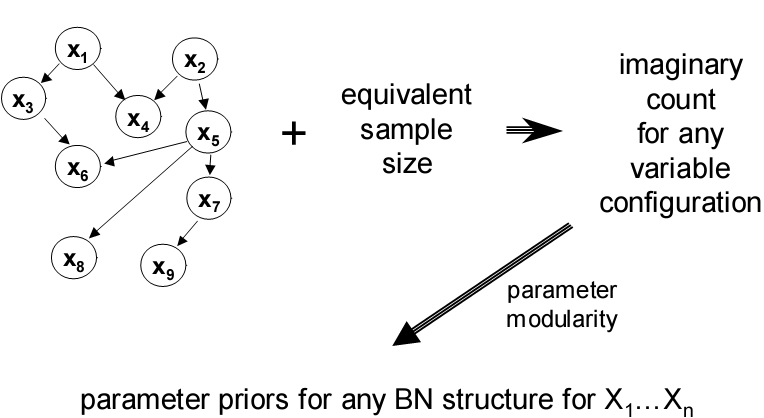 x1
x2
x3
x4
x5
x6
x7
x8
x9
+
equivalent
sample
size
imaginary
count
for any
variable
configuration
parameter
modularity
parameter priors for any BN structure for X1…Xn